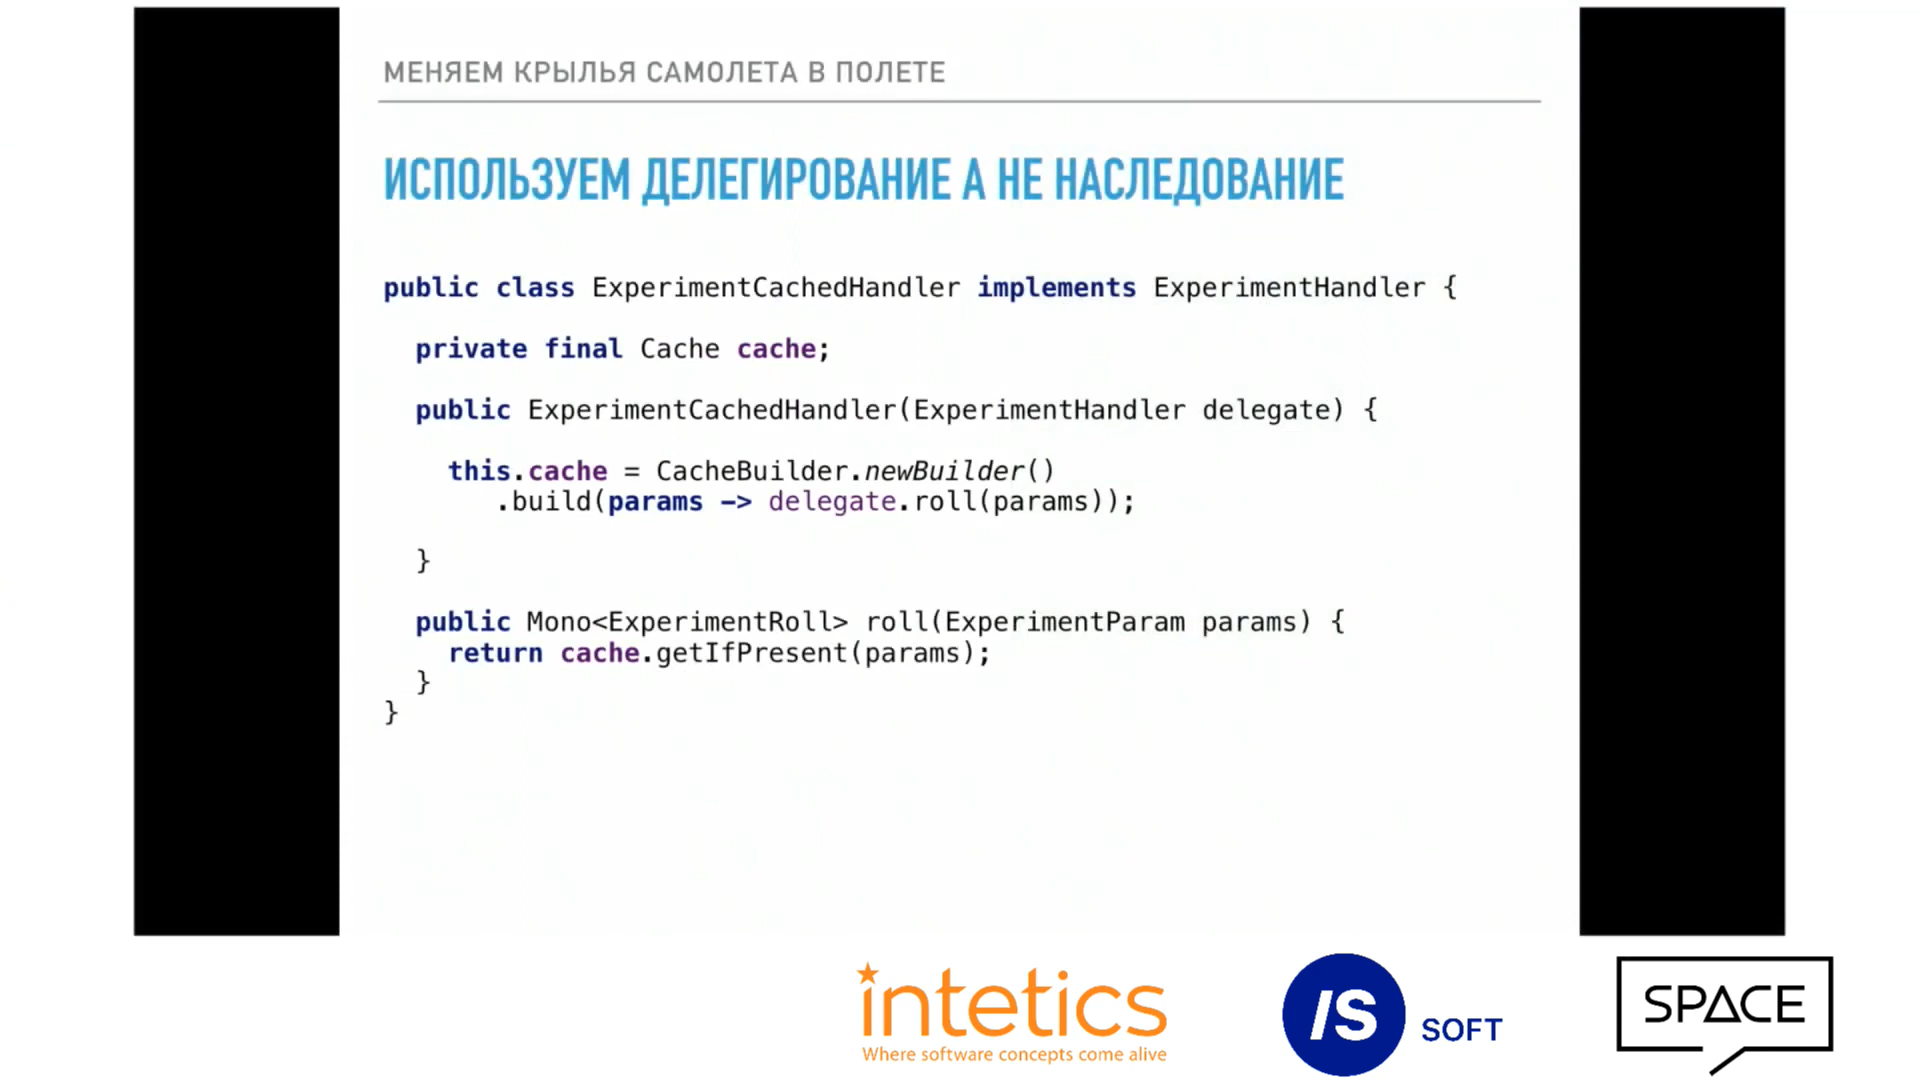 МЕНЯЕМ КРЫЛЬЯ САМОЛЕТА В ПОЛЕТЕ
ИСПОЛЬЗУЕМ ДЕЛЕГИРОВАНИЕ А НЕ НАСЛЕДОВАНИЕ
public class ExperimentCachedHandler implements ExperimentHandler {
private final Cache cache;
public ExperimentCachedHandler(ExperimentHandler delegate) {
this.cache = CacheBuilder.newBuilder()
.build(params -> delegate.roll(params));
}
public Mono<ExperimentRoll> roll(ExperimentParam params) {
return cache.getIfPresent(params);
}
}
intetics
Where software concepts come alive
/S SOFT
SPACE